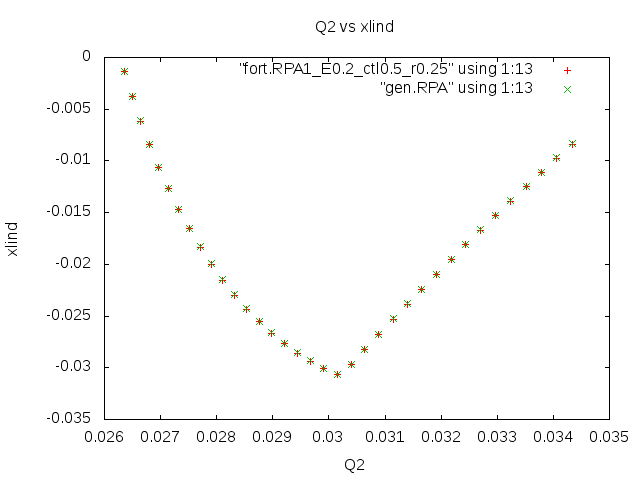 Q2 vs xlind
"fort.RPA1_E0.2_ctl0.5_r0.25" using 1:13
"gen.RPA" using 1:13
0
-0.005
-0.01
-0.015
-0.02
-0.025
-0.03
-0.035
xlind
0.026 0.027 0.028 0.029 0.03 0.031 0.032 0.033 0.034 0.035
Q2